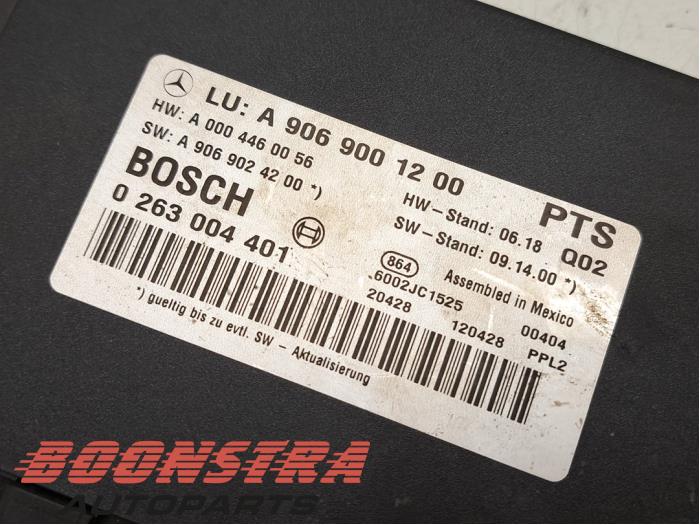 LU: A 906 900 12 00
HW: A 000 446 00 56
SW: A 906 902 42 00 *)
BOSCH
0 263 004 401
PTS
HW-Stand: 06.18 Q02
SW-Stand: 09.14.00 *)
864 Assembled in Mexico
.6002JC1525 00404
20428 120428 PPL2
*) gueltig bis zu evtl. SW - Aktualisierung
BOONSTRA
AUTOPARTS